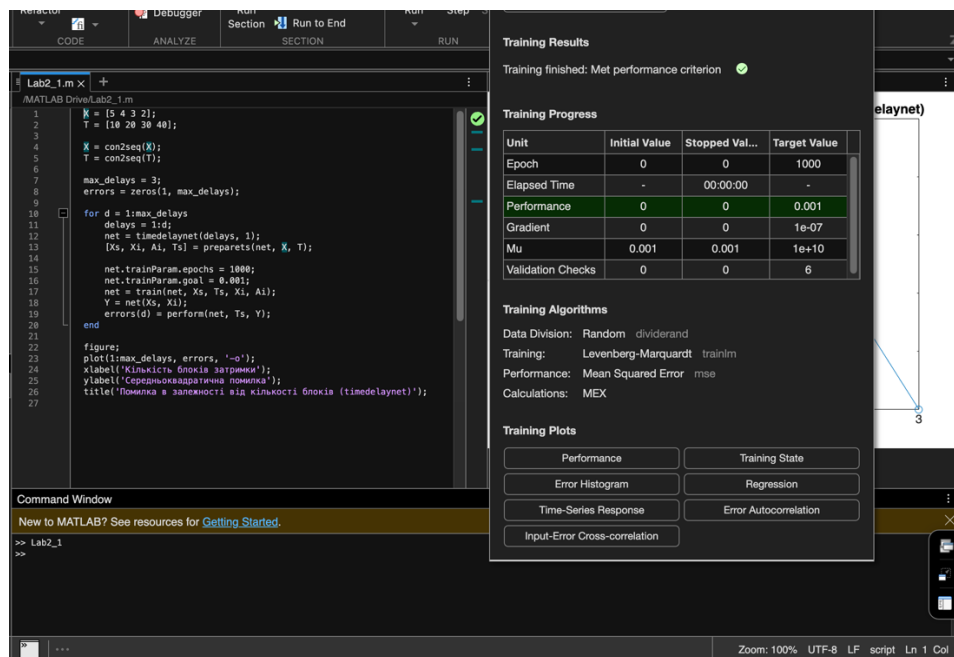 Refactor
Debugger
Run
Section
Run to End
Run
Step
CODE
ANALYZE
SECTION
RUN
Lab2_1.m
/MATLAB Drive/Lab2_1.m
1 X = [5 4 3 2];
2 T = [10 20 30 40];
3
4 X = con2seq(X);
5 T = con2seq(T);
6
7 max_delays = 3;
8 errors = zeros(1, max_delays);
9
10 for d = 1:max_delays
11 delays = 1:d;
12 net = timedelaynet(delays, 1);
13 [Xs, Xi, Ai, Ts] = preparets(net, X, T);
14
15 net.trainParam.epochs = 1000;
16 net.trainParam.goal = 0.001;
17 net = train(net, Xs, Ts, Xi, Ai);
18 Y = net(Xs, Xi);
19 errors(d) = perform(net, Ts, Y);
20 end
21
22 figure;
23 plot(1:max_delays, errors, '-o');
24 xlabel('Кількість блоків затримки');
25 ylabel('Середньоквадратична помилка');
26 title('Помилка в залежності від кількості блоків (timedelaynet)');
27
Training Results
Training finished: Met performance criterion
Training Progress
Unit Initial Value Stopped Val... Target Value
Epoch 0 0 1000
Elapsed Time - 00:00:00 -
Performance 0 0 0.001
Gradient 0 0 1e-07
Mu 0.001 0.001 1e+10
Validation Checks 0 0 6
Training Algorithms
Data Division: Random dividerand
Training: Levenberg-Marquardt trainlm
Performance: Mean Squared Error mse
Calculations: MEX
Training Plots
Performance Training State
Error Histogram Regression
Time-Series Response Error Autocorrelation
Input-Error Cross-correlation
elaynet)
3
Command Window
New to MATLAB? See resources for Getting Started.
>> Lab2_1
>>
Zoom: 100% UTF-8 LF script Ln 1 Col